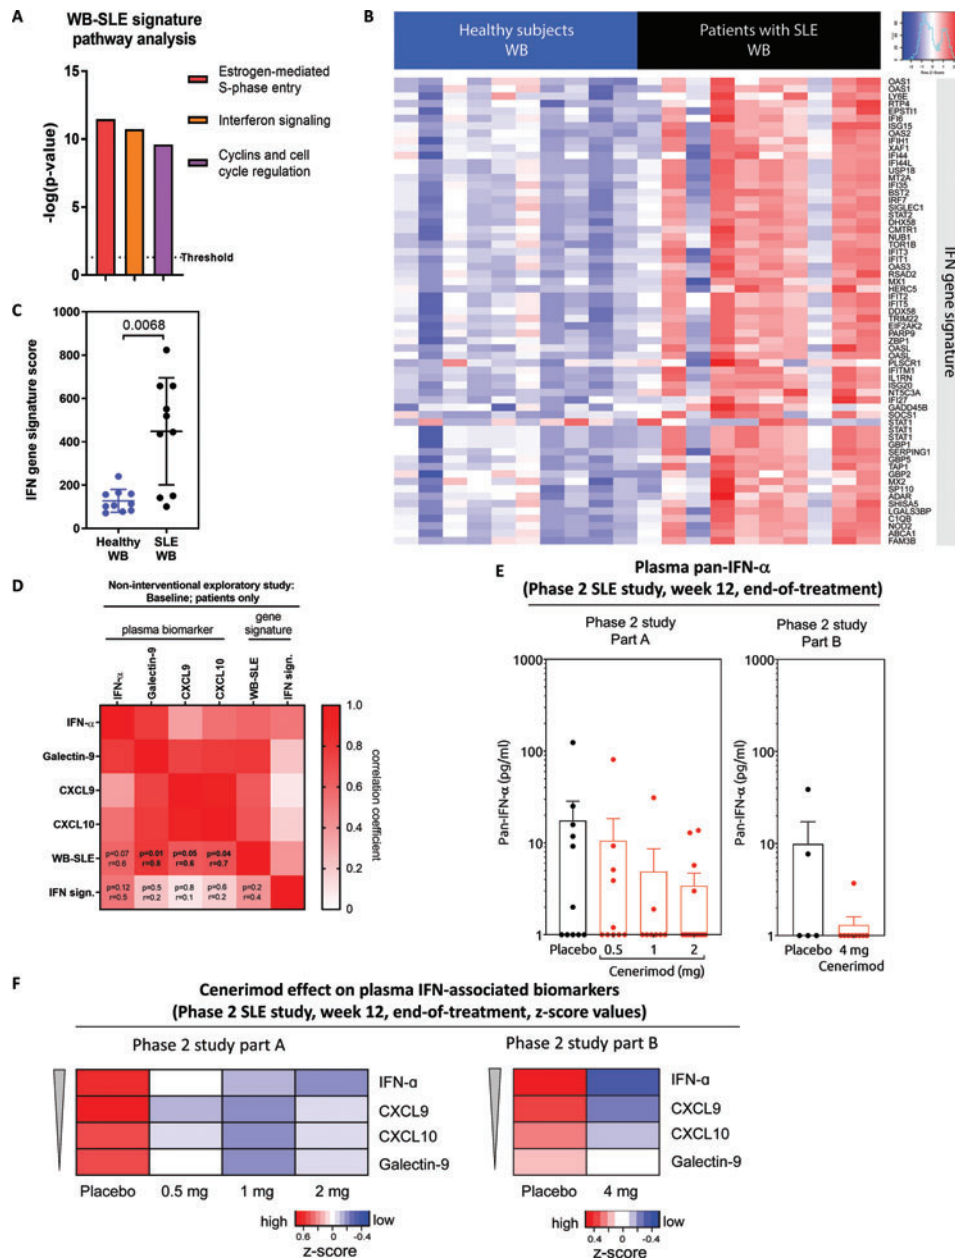 A
WB-SLE signature
pathway analysis
15
10
5
0
-log(p-value)
Threshold
Estrogen-mediated
S-phase entry
Interferon signaling
Cyclins and cell
cycle regulation
B
Healthy subjects
WB
Patients with SLE
WB
OAS1
OAS1
LY6E
RTP4
EPSTI1
IFI6
ISG15
OAS2
IFIH1
XAF1
IFI44
IFI44L
USP18
MT2A
IFI35
BST2
IRF7
SIGLEC1
STAT2
DHX58
CMTR1
NUB1
TOR1B
IFIT3
IFIT1
OAS3
RSAD2
MX1
HERC5
IFIT2
IFIT5
DDX58
TRIM22
EIF2AK2
PARP9
ZBP1
OASL
OASL
PLSCR1
IFITM1
IL1RN
ISG20
NT5C3A
IFI27
GADD45B
SOCS1
STAT1
STAT1
STAT1
GBP1
SERPING1
GBP5
TAP1
GBP2
MX2
SP110
ADAR
SHISA5
LGALS3BP
C1QB
NOD2
ABCA1
FAM3B
IFN gene signature
C
1000
800
600
400
200
0
IFN gene signature score
0.0068
Healthy
WB
SLE
WB
D
Non-interventional exploratory study:
Baseline; patients only
plasma biomarker
gene
signature
IFN-α
Galectin-9
CXCL9
CXCL10
WB-SLE
IFN sign.
IFN-α
Galectin-9
CXCL9
CXCL10
WB-SLE
IFN sign.
p=0.07 p=0.01 p=0.05 p=0.04
r=0.6 r=0.8 r=0.6 r=0.7
p=0.12 p=0.5 p=0.8 p=0.6 p=0.2
r=0.5 r=0.2 r=0.1 r=0.2 r=0.4
1.0
0.8
0.6
0.4
0.2
0
correlation coefficient
E
Plasma pan-IFN-α
(Phase 2 SLE study, week 12, end-of-treatment)
Phase 2 study
Part A
1000
100
10
1
Pan-IFN-α (pg/ml)
Placebo 0.5 1 2
Cenerimod (mg)
Phase 2 study
Part B
1000
100
10
1
Pan-IFN-α (pg/ml)
Placebo 4 mg
Cenerimod
F
Cenerimod effect on plasma IFN-associated biomarkers
(Phase 2 SLE study, week 12, end-of-treatment, z-score values)
Phase 2 study part A
IFN-α
CXCL9
CXCL10
Galectin-9
Placebo 0.5 mg 1 mg 2 mg
high low
0.6 0 -0.4
z-score
Phase 2 study part B
IFN-α
CXCL9
CXCL10
Galectin-9
Placebo 4 mg
high low
0.4 0 -0.4
z-score